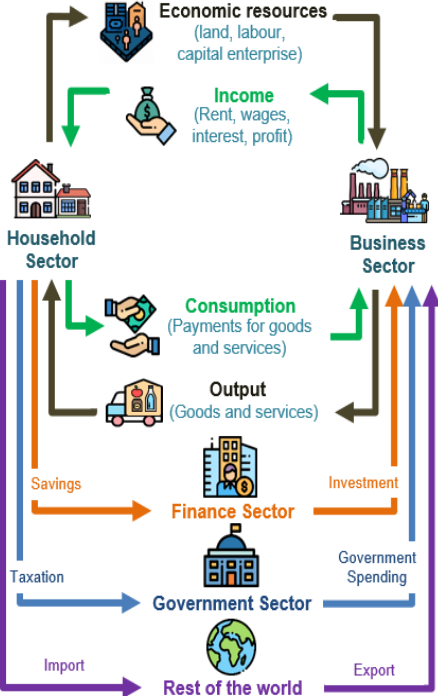 Economic resources
(land, labour,
capital enterprise)
Income
(Rent, wages,
interest, profit)
Household
Sector
Business
Sector
Consumption
(Payments for goods
and services)
Output
(Goods and services)
Savings
Investment
Finance Sector
Taxation
Government
Spending
Government Sector
Import
Export
Rest of the world